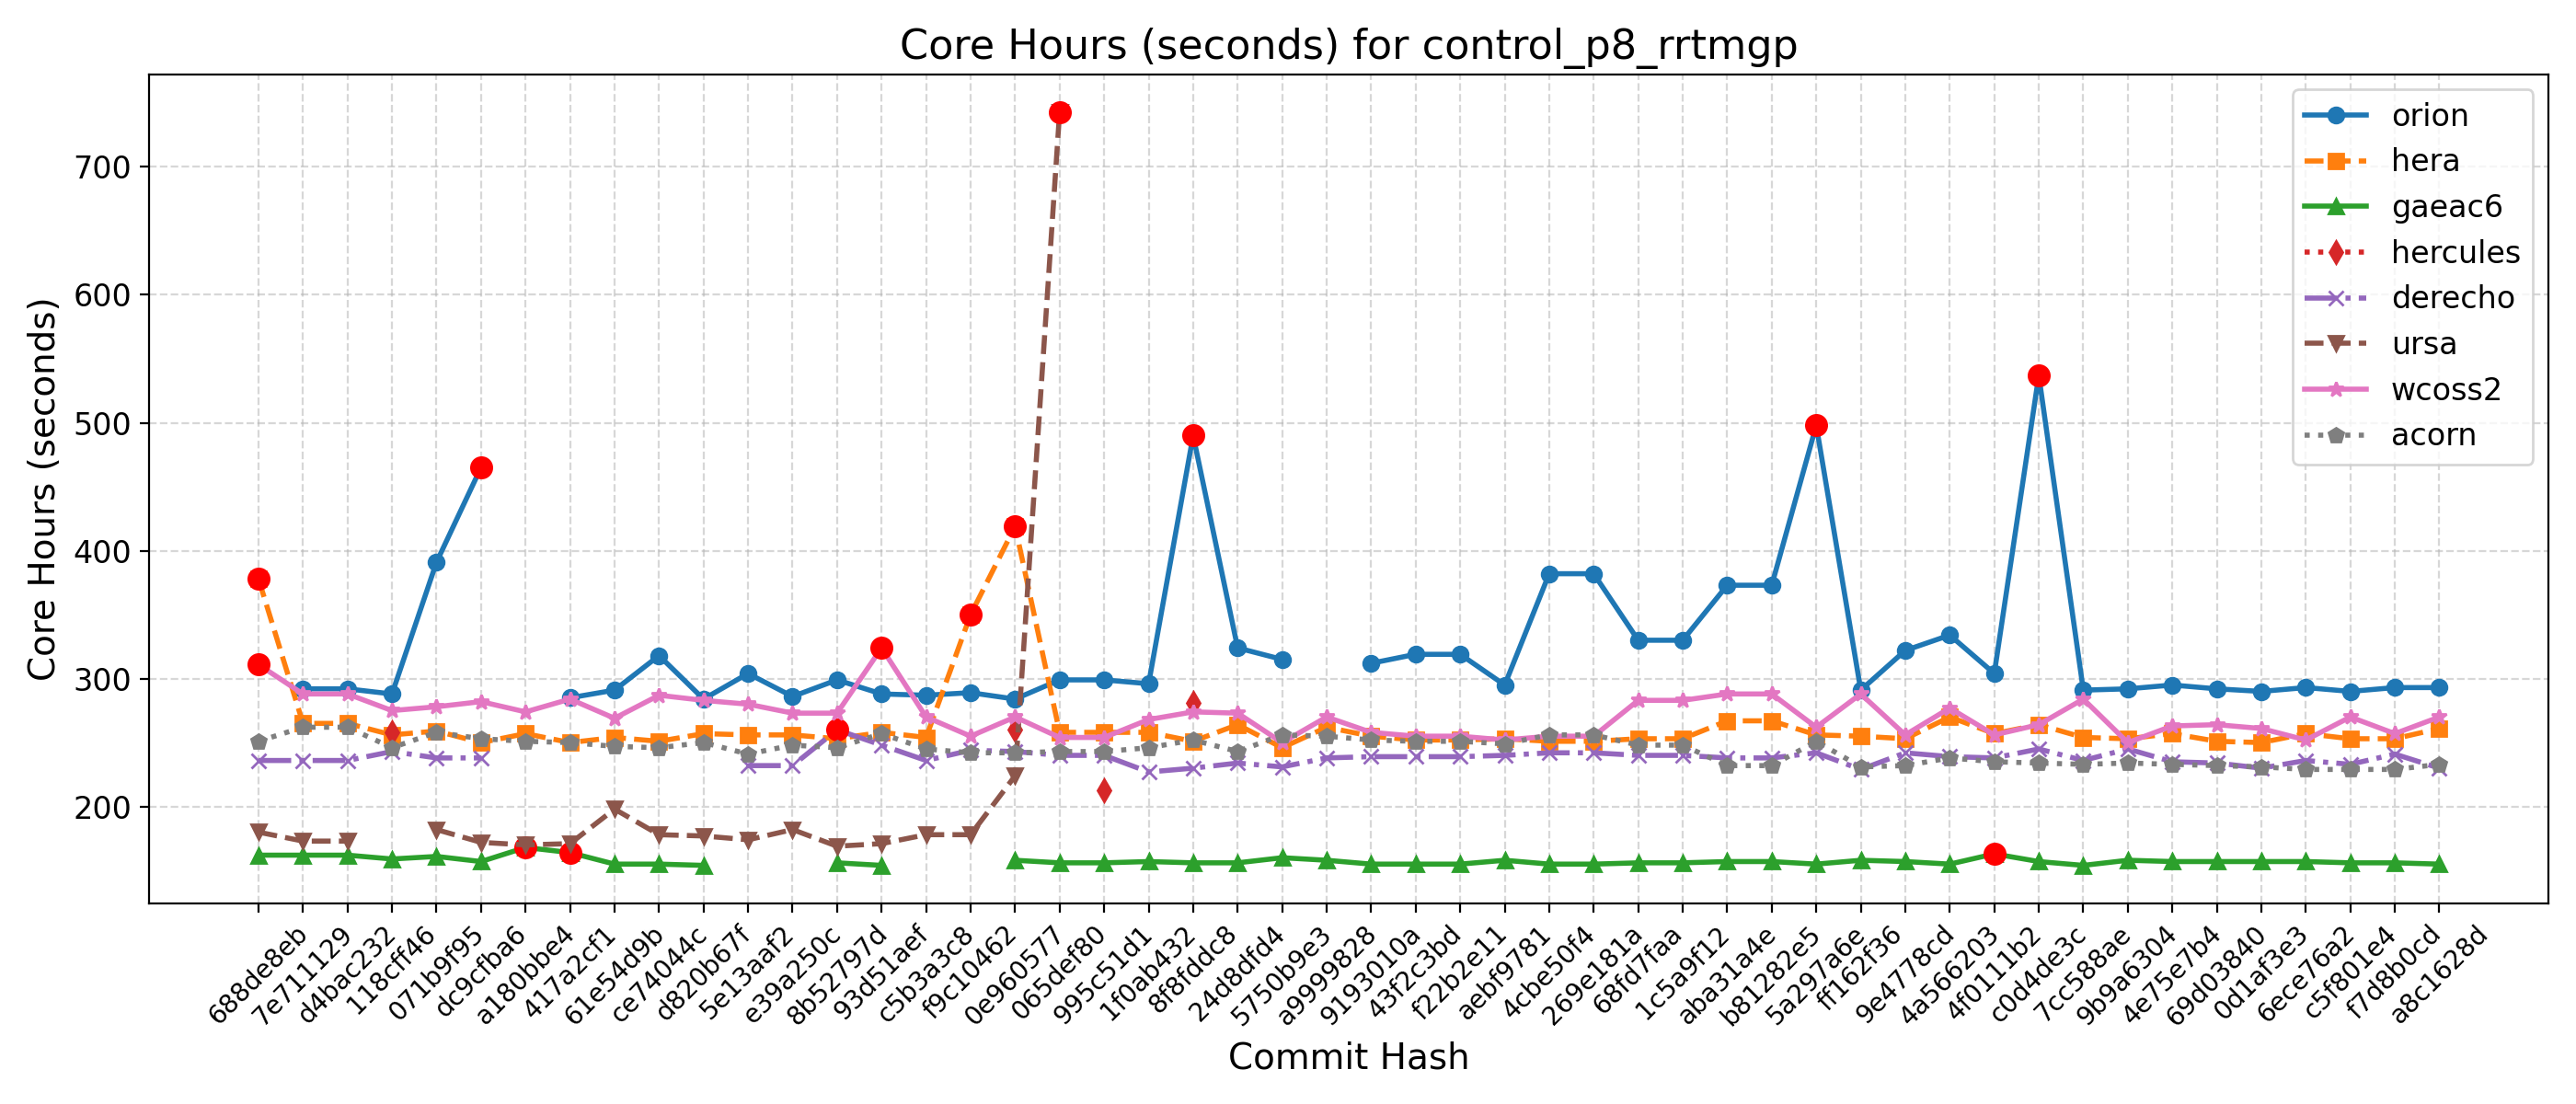 Core Hours (seconds) for control_p8_rrtmgp
Core Hours (seconds)
700
600
500
400
300
200
orion
hera
gaeac6
hercules
derecho
ursa
wcoss2
acorn
688de8eb
7e711129
d4bac232
118cff46
071b9f95
dc9cfba6
a180bbe4
417a2cf1
61e54d9b
ce74044c
d820b67f
5e13aaf2
e39a250c
8b52797d
93d51aef
c5b3a3c8
f9c10462
0e960577
065def80
995c51d1
1f0ab432
8f8fddc8
24d8dfd4
5750b9e3
a9999828
9193010a
43f2c3bd
f22b2e11
aebf9781
4cbe50f4
269e181a
68fd7faa
1c5a9f12
aba31a4e
b81282e5
5a297a6e
ff162f36
9e4778cd
4a566203
4f0111b2
c0d4de3c
7cc588ae
9b9a6304
4e75e7b4
69d03840
0d1af3e3
6ece76a2
c5f801e4
f7d8b0cd
a8c1628d
Commit Hash